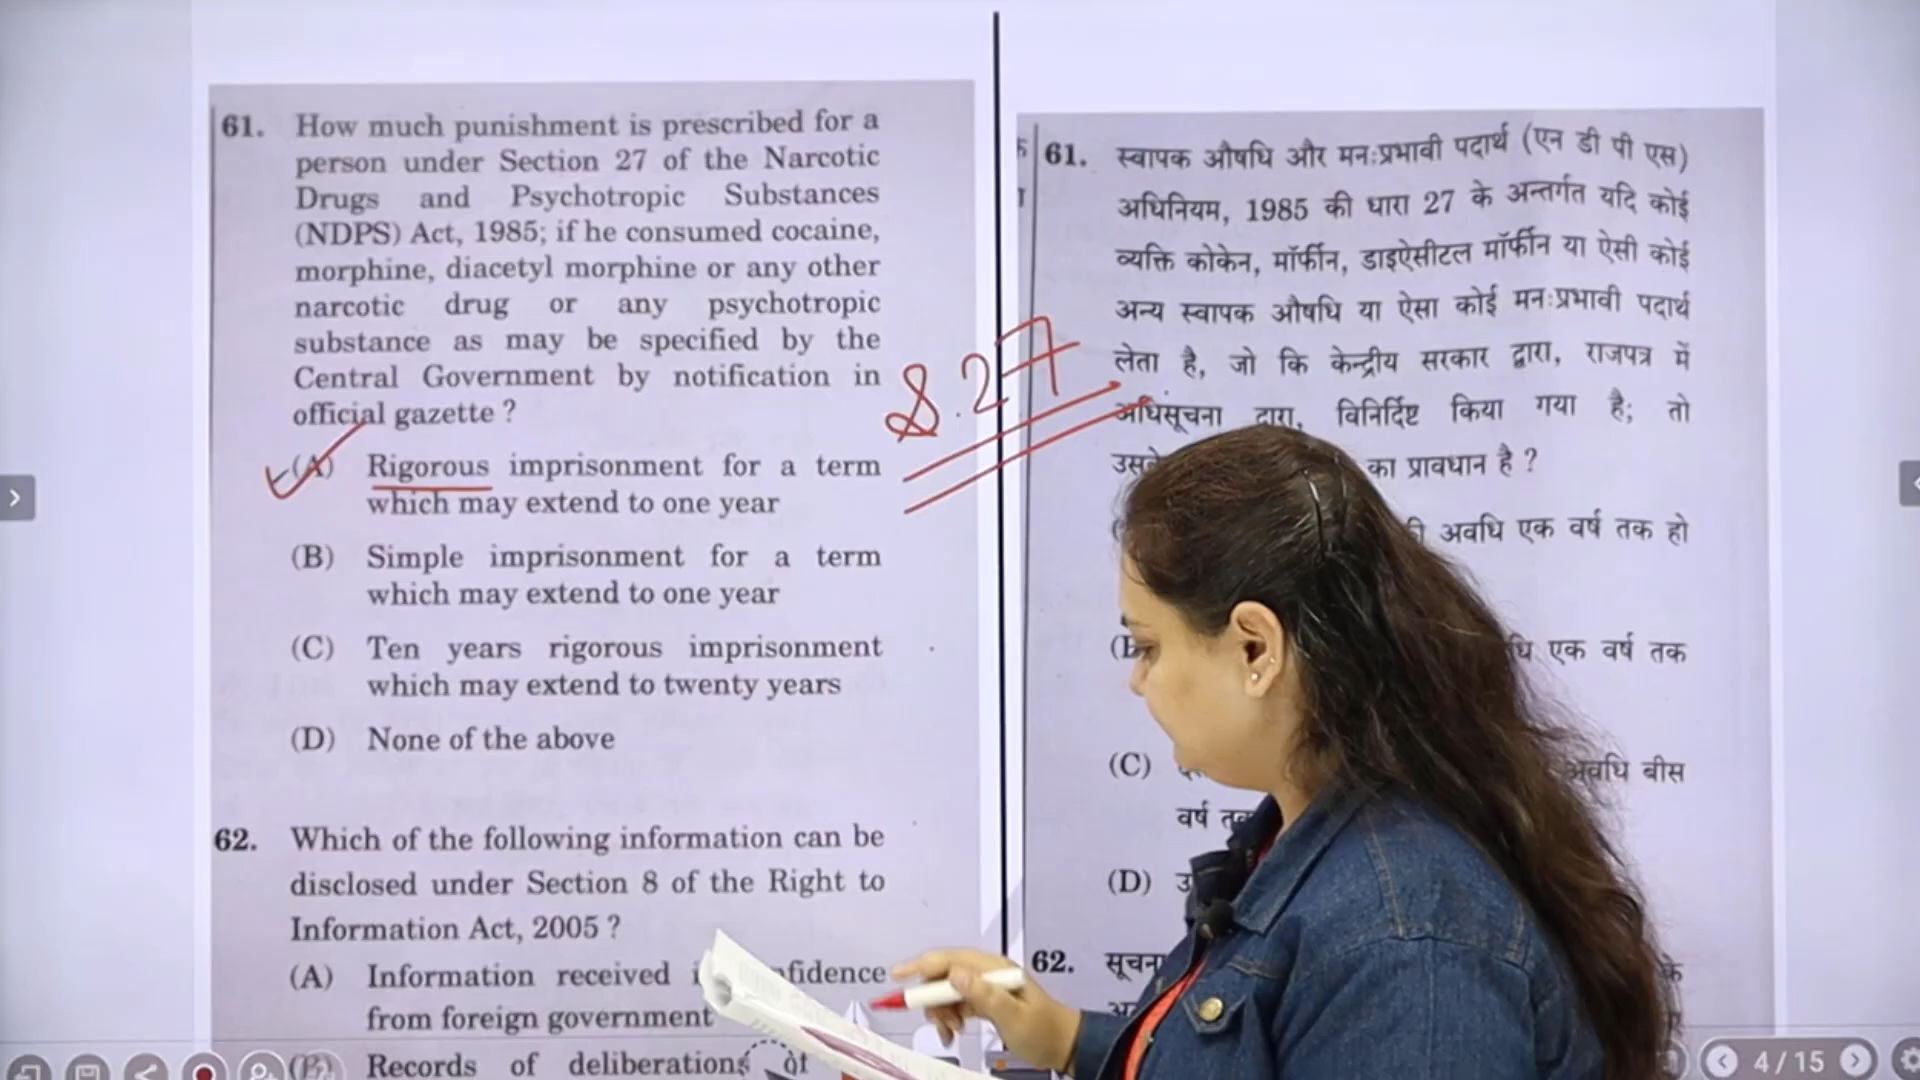 61. How much punishment is prescribed for a
person under Section 27 of the Narcotic
Drugs and Psychotropic Substances
(NDPS) Act, 1985; if he consumed cocaine,
morphine, diacetyl morphine or any other
narcotic drug or any psychotropic
substance as may be specified by the
Central Government by notification in
official gazette ?
(A) Rigorous imprisonment for a term
which may extend to one year
(B) Simple imprisonment for a term
which may extend to one year
(C) Ten years rigorous imprisonment
which may extend to twenty years
(D) None of the above
62. Which of the following information can be
disclosed under Section 8 of the Right to
Information Act, 2005 ?
(A) Information received
from foreign government
(B) Records of deliberations of
S.27
61. स्वापक औषधि और मनःप्रभावी पदार्थ (एन डी पी एस)
अधिनियम, 1985 की धारा 27 के अन्तर्गत यदि कोई
व्यक्ति कोकेन, मॉर्फीन, डाइऐसीटल मॉर्फीन या ऐसी कोई
अन्य स्वापक औषधि या ऐसा कोई मनःप्रभावी पदार्थ
लेता है, जो कि केन्द्रीय सरकार द्वारा, राजपत्र में
अधिसूचना द्वारा, विनिर्दिष्ट किया गया है; तो
का प्रावधान है ?
अवधि एक वर्ष तक हो
एक वर्ष तक
(C) अवधि बीस
वर्ष तक
(D)
62.
4/15